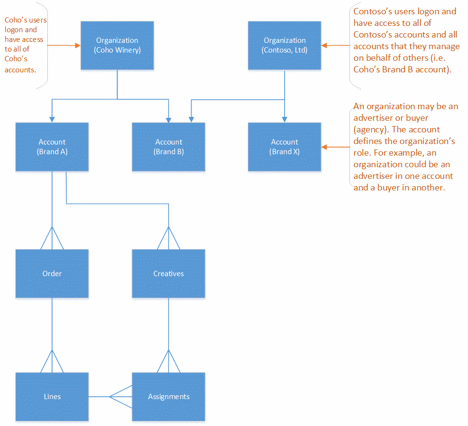 Coho's users
logon and
have access
to all of
Coho's
accounts.
Organization
(Coho Winery)
Organization
(Contoso, Ltd)
Contoso's users logon and
have access to all of
Contoso's accounts and all
accounts that they manage
on behalf of others (i.e.
Coho's Brand B account).
Account
(Brand A)
Account
(Brand B)
Account
(Brand X)
An organization may be an
advertiser or buyer
(agency). The account
defines the organization's
role. For example, an
organization could be an
advertiser in one account
and a buyer in another.
Order
Creatives
Lines
Assignments